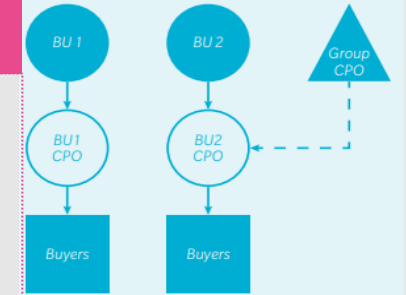 BU 1
BU 2
Group
CPO
BU1
CPO
BU2
CPO
Buyers
Buyers